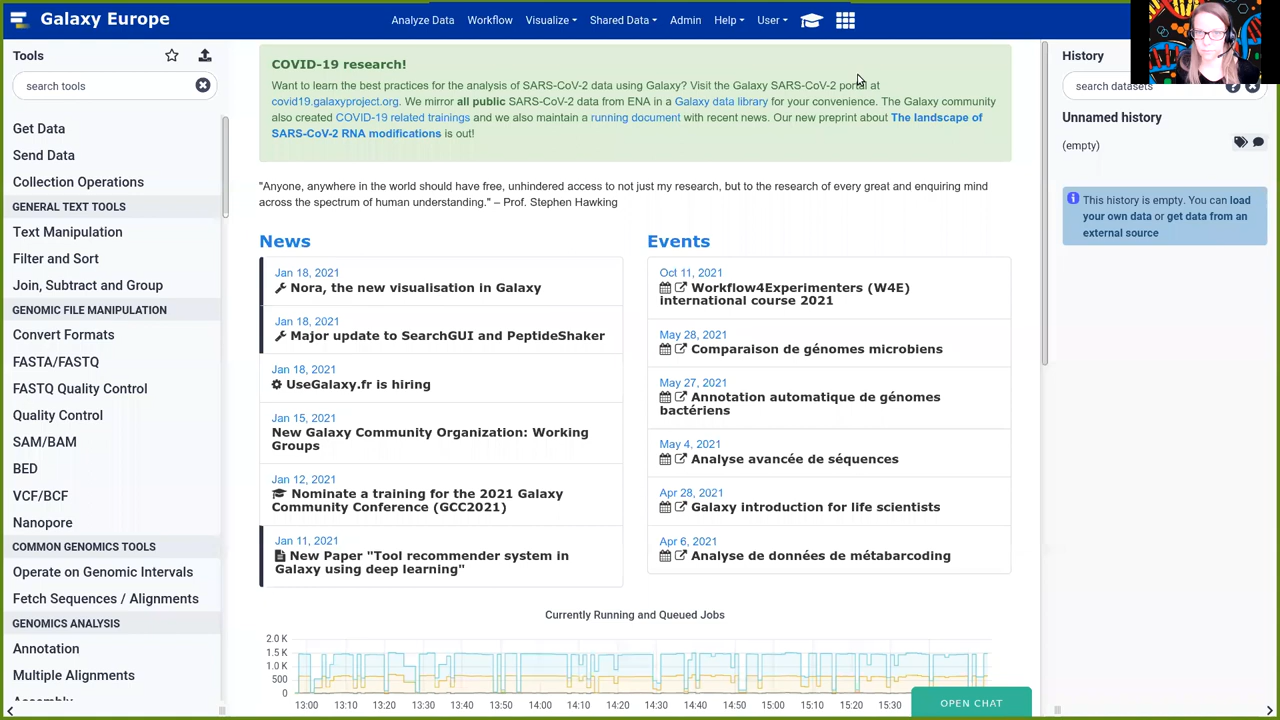 Galaxy Europe
Analyze Data Workflow Visualize Shared Data Admin Help User
Tools
search tools
Get Data
Send Data
Collection Operations
GENERAL TEXT TOOLS
Text Manipulation
Filter and Sort
Join, Subtract and Group
GENOMIC FILE MANIPULATION
Convert Formats
FASTA/FASTQ
FASTQ Quality Control
Quality Control
SAM/BAM
BED
VCF/BCF
Nanopore
COMMON GENOMICS TOOLS
Operate on Genomic Intervals
Fetch Sequences / Alignments
GENOMICS ANALYSIS
Annotation
Multiple Alignments
Assembly
COVID-19 research!
Want to learn the best practices for the analysis of SARS-CoV-2 data using Galaxy? Visit the Galaxy SARS-CoV-2 portal at
covid19.galaxyproject.org. We mirror all public SARS-CoV-2 data from ENA in a Galaxy data library for your convenience. The Galaxy community
also created COVID-19 related trainings and we also maintain a running document with recent news. Our new preprint about The landscape of
SARS-CoV-2 RNA modifications is out!
"Anyone, anywhere in the world should have free, unhindered access to not just my research, but to the research of every great and enquiring mind
across the spectrum of human understanding." – Prof. Stephen Hawking
News
Jan 18, 2021
Nora, the new visualisation in Galaxy
Jan 18, 2021
Major update to SearchGUI and PeptideShaker
Jan 18, 2021
UseGalaxy.fr is hiring
Jan 15, 2021
New Galaxy Community Organization: Working
Groups
Jan 12, 2021
Nominate a training for the 2021 Galaxy
Community Conference (GCC2021)
Jan 11, 2021
New Paper "Tool recommender system in
Galaxy using deep learning"
Events
Oct 11, 2021
Workflow4Experimenters (W4E)
international course 2021
May 28, 2021
Comparaison de génomes microbiens
May 27, 2021
Annotation automatique de génomes
bactériens
May 4, 2021
Analyse avancée de séquences
Apr 28, 2021
Galaxy introduction for life scientists
Apr 6, 2021
Analyse de données de métabarcoding
Currently Running and Queued Jobs
2.0 K
1.5 K
1.0 K
500
0
13:00 13:10 13:20 13:30 13:40 13:50 14:00 14:10 14:20 14:30 14:40 14:50 15:00 15:10 15:20 15:30
OPEN CHAT
History
search datasets
Unnamed history
(empty)
This history is empty. You can load
your own data or get data from an
external source